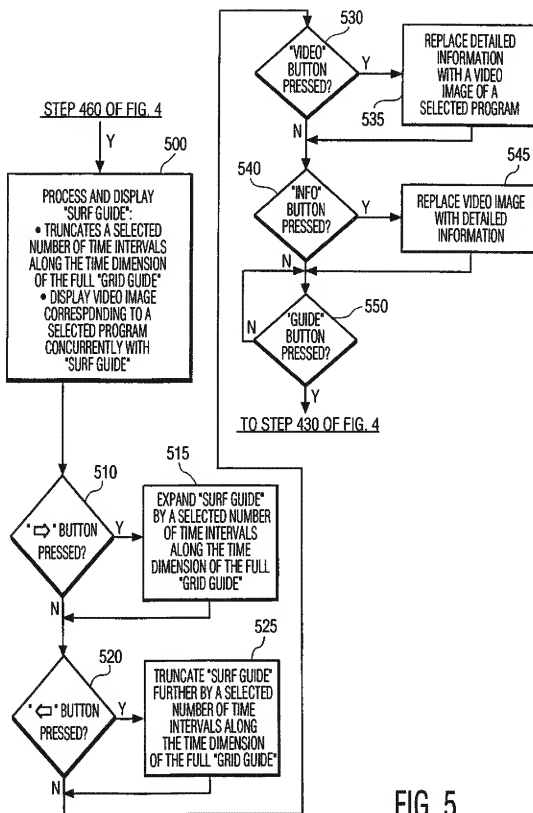 STEP 460 OF FIG. 4
Y
500
PROCESS AND DISPLAY
"SURF GUIDE":
• TRUNCATES A SELECTED
NUMBER OF TIME INTERVALS
ALONG THE TIME DIMENSION
OF THE FULL "GRID GUIDE"
• DISPLAY VIDEO IMAGE
CORRESPNDING TO A
SELECTED PROGRAM
CONCURRENTLY WITH
"SURF GUIDE"
510
"⇨" BUTTON
PRESSED?
Y
N
515
EXPAND "SURF GUIDE"
BY A SELECTED NUMBER
OF TIME INTERVALS
ALONG THE TIME
DIMENSION OF THE FULL
"GRID GUIDE"
520
"⇦" BUTTON
PRESSED?
Y
N
525
TRUNCATE "SURF GUIDE"
FURTHER BY A SELECTED
NUMBER OF TIME
INTERVALS ALONG
THE TIME DIMENSION
OF THE FULL "GRID GUIDE"
530
"VIDEO"
BUTTON
PRESSED?
Y
N
535
REPLACE DETAILED
INFORMATION
WITH A VIDEO
IMAGE OF A
SELECTED PROGRAM
540
"INFO"
BUTTON
PRESSED?
Y
N
545
REPLACE VIDEO IMAGE
WITH DETAILED
INFORMATION
550
"GUIDE"
BUTTON
PRESSED?
N
Y
TO STEP 430 OF FIG. 4
FIG. 5